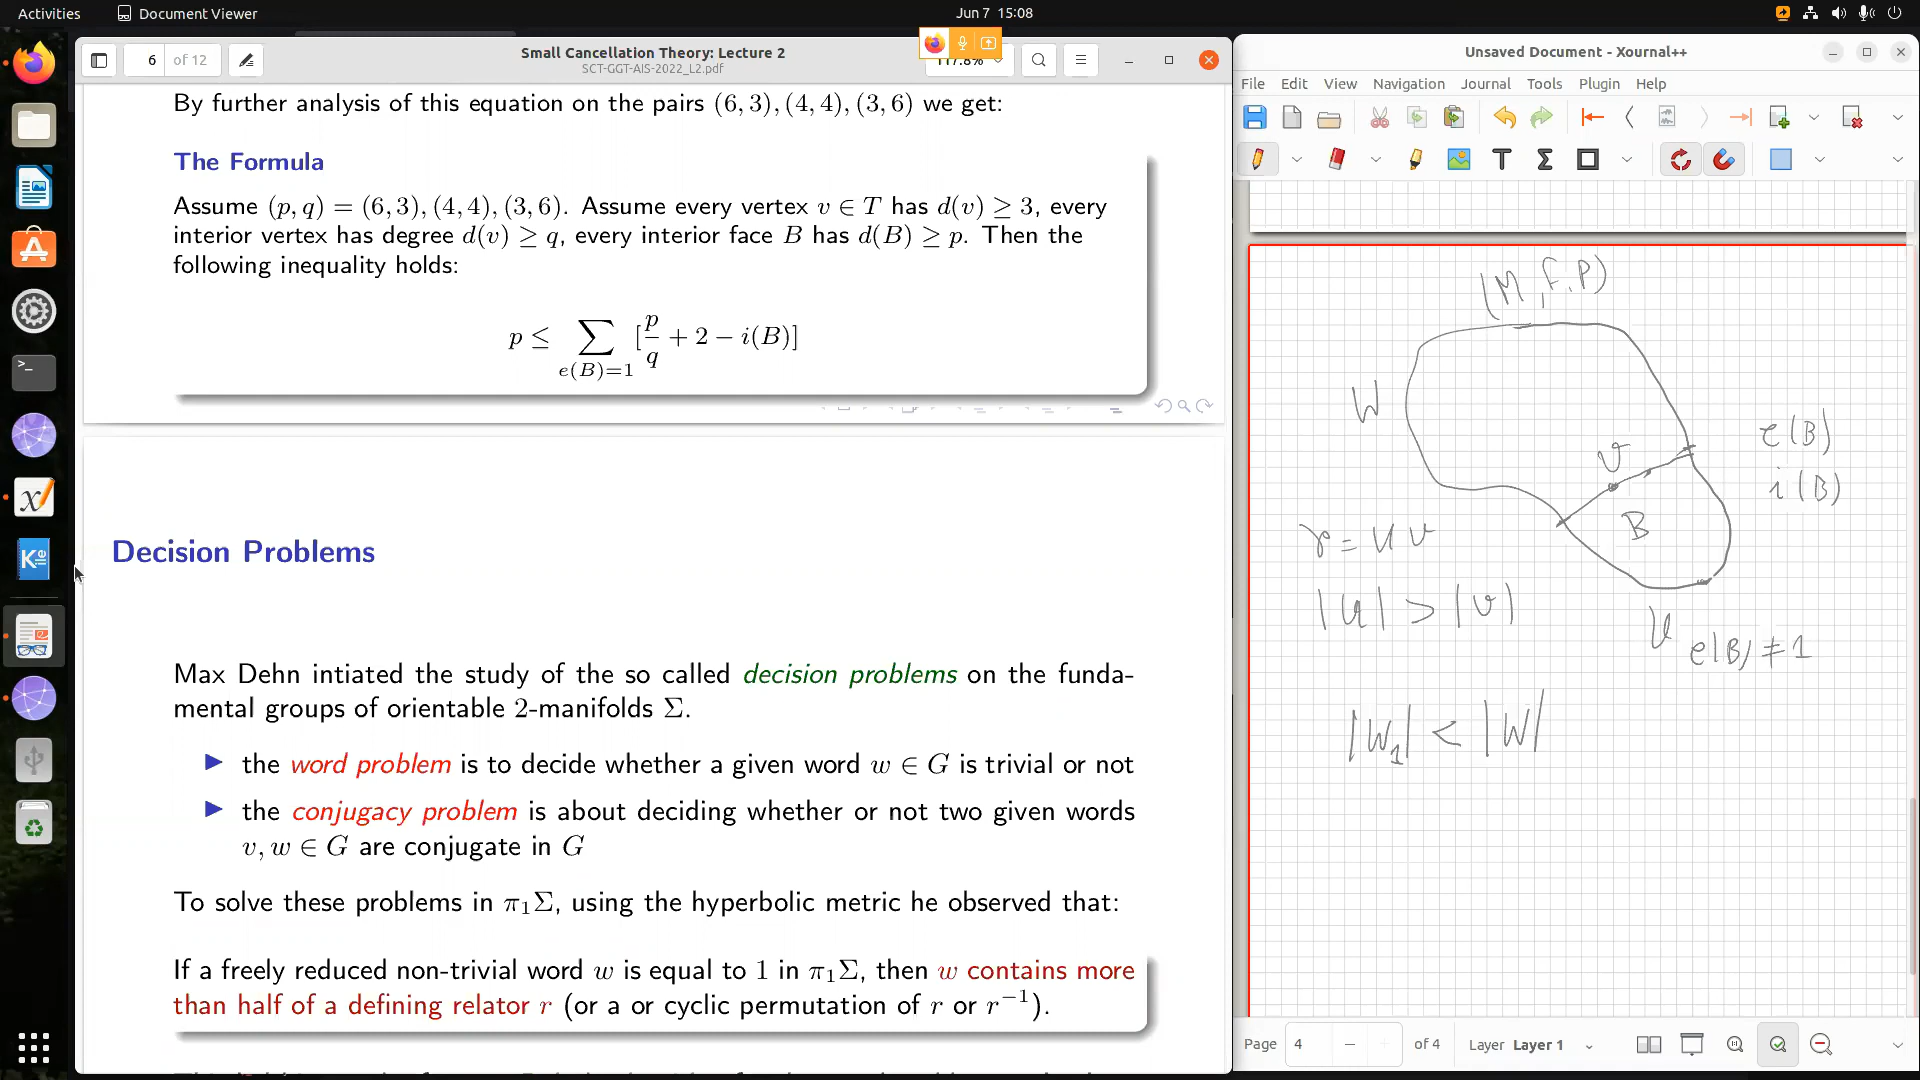 Activities
Document Viewer
Jun 7 15:08
6 of 12
Small Cancellation Theory: Lecture 2
SCT-GGT-AIS-2022_L2.pdf
117.8%
By further analysis of this equation on the pairs (6, 3), (4, 4), (3, 6) we get:
The Formula
Assume (p, q) = (6, 3), (4, 4), (3, 6). Assume every vertex v ∈ T has d(v) ≥ 3, every
interior vertex has degree d(v) ≥ q, every interior face B has d(B) ≥ p. Then the
following inequality holds:
p ≤ ∑_{e(B)=1} [p/q + 2 − i(B)]
Decision Problems
Max Dehn intiated the study of the so called decision problems on the funda-
mental groups of orientable 2-manifolds Σ.
the word problem is to decide whether a given word w ∈ G is trivial or not
the conjugacy problem is about deciding whether or not two given words
v, w ∈ G are conjugate in G
To solve these problems in π₁Σ, using the hyperbolic metric he observed that:
If a freely reduced non-trivial word w is equal to 1 in π₁Σ, then w contains more
than half of a defining relator r (or a or cyclic permutation of r or r⁻¹).
Unsaved Document - Xournal++
File Edit View Navigation Journal Tools Plugin Help
(M, F, P)
W
v
e(B)
i(B)
B
r = u v
|u| > |v|
u
e(B) ≠ 1
|W₁| < |W|
Page 4 of 4 Layer Layer 1